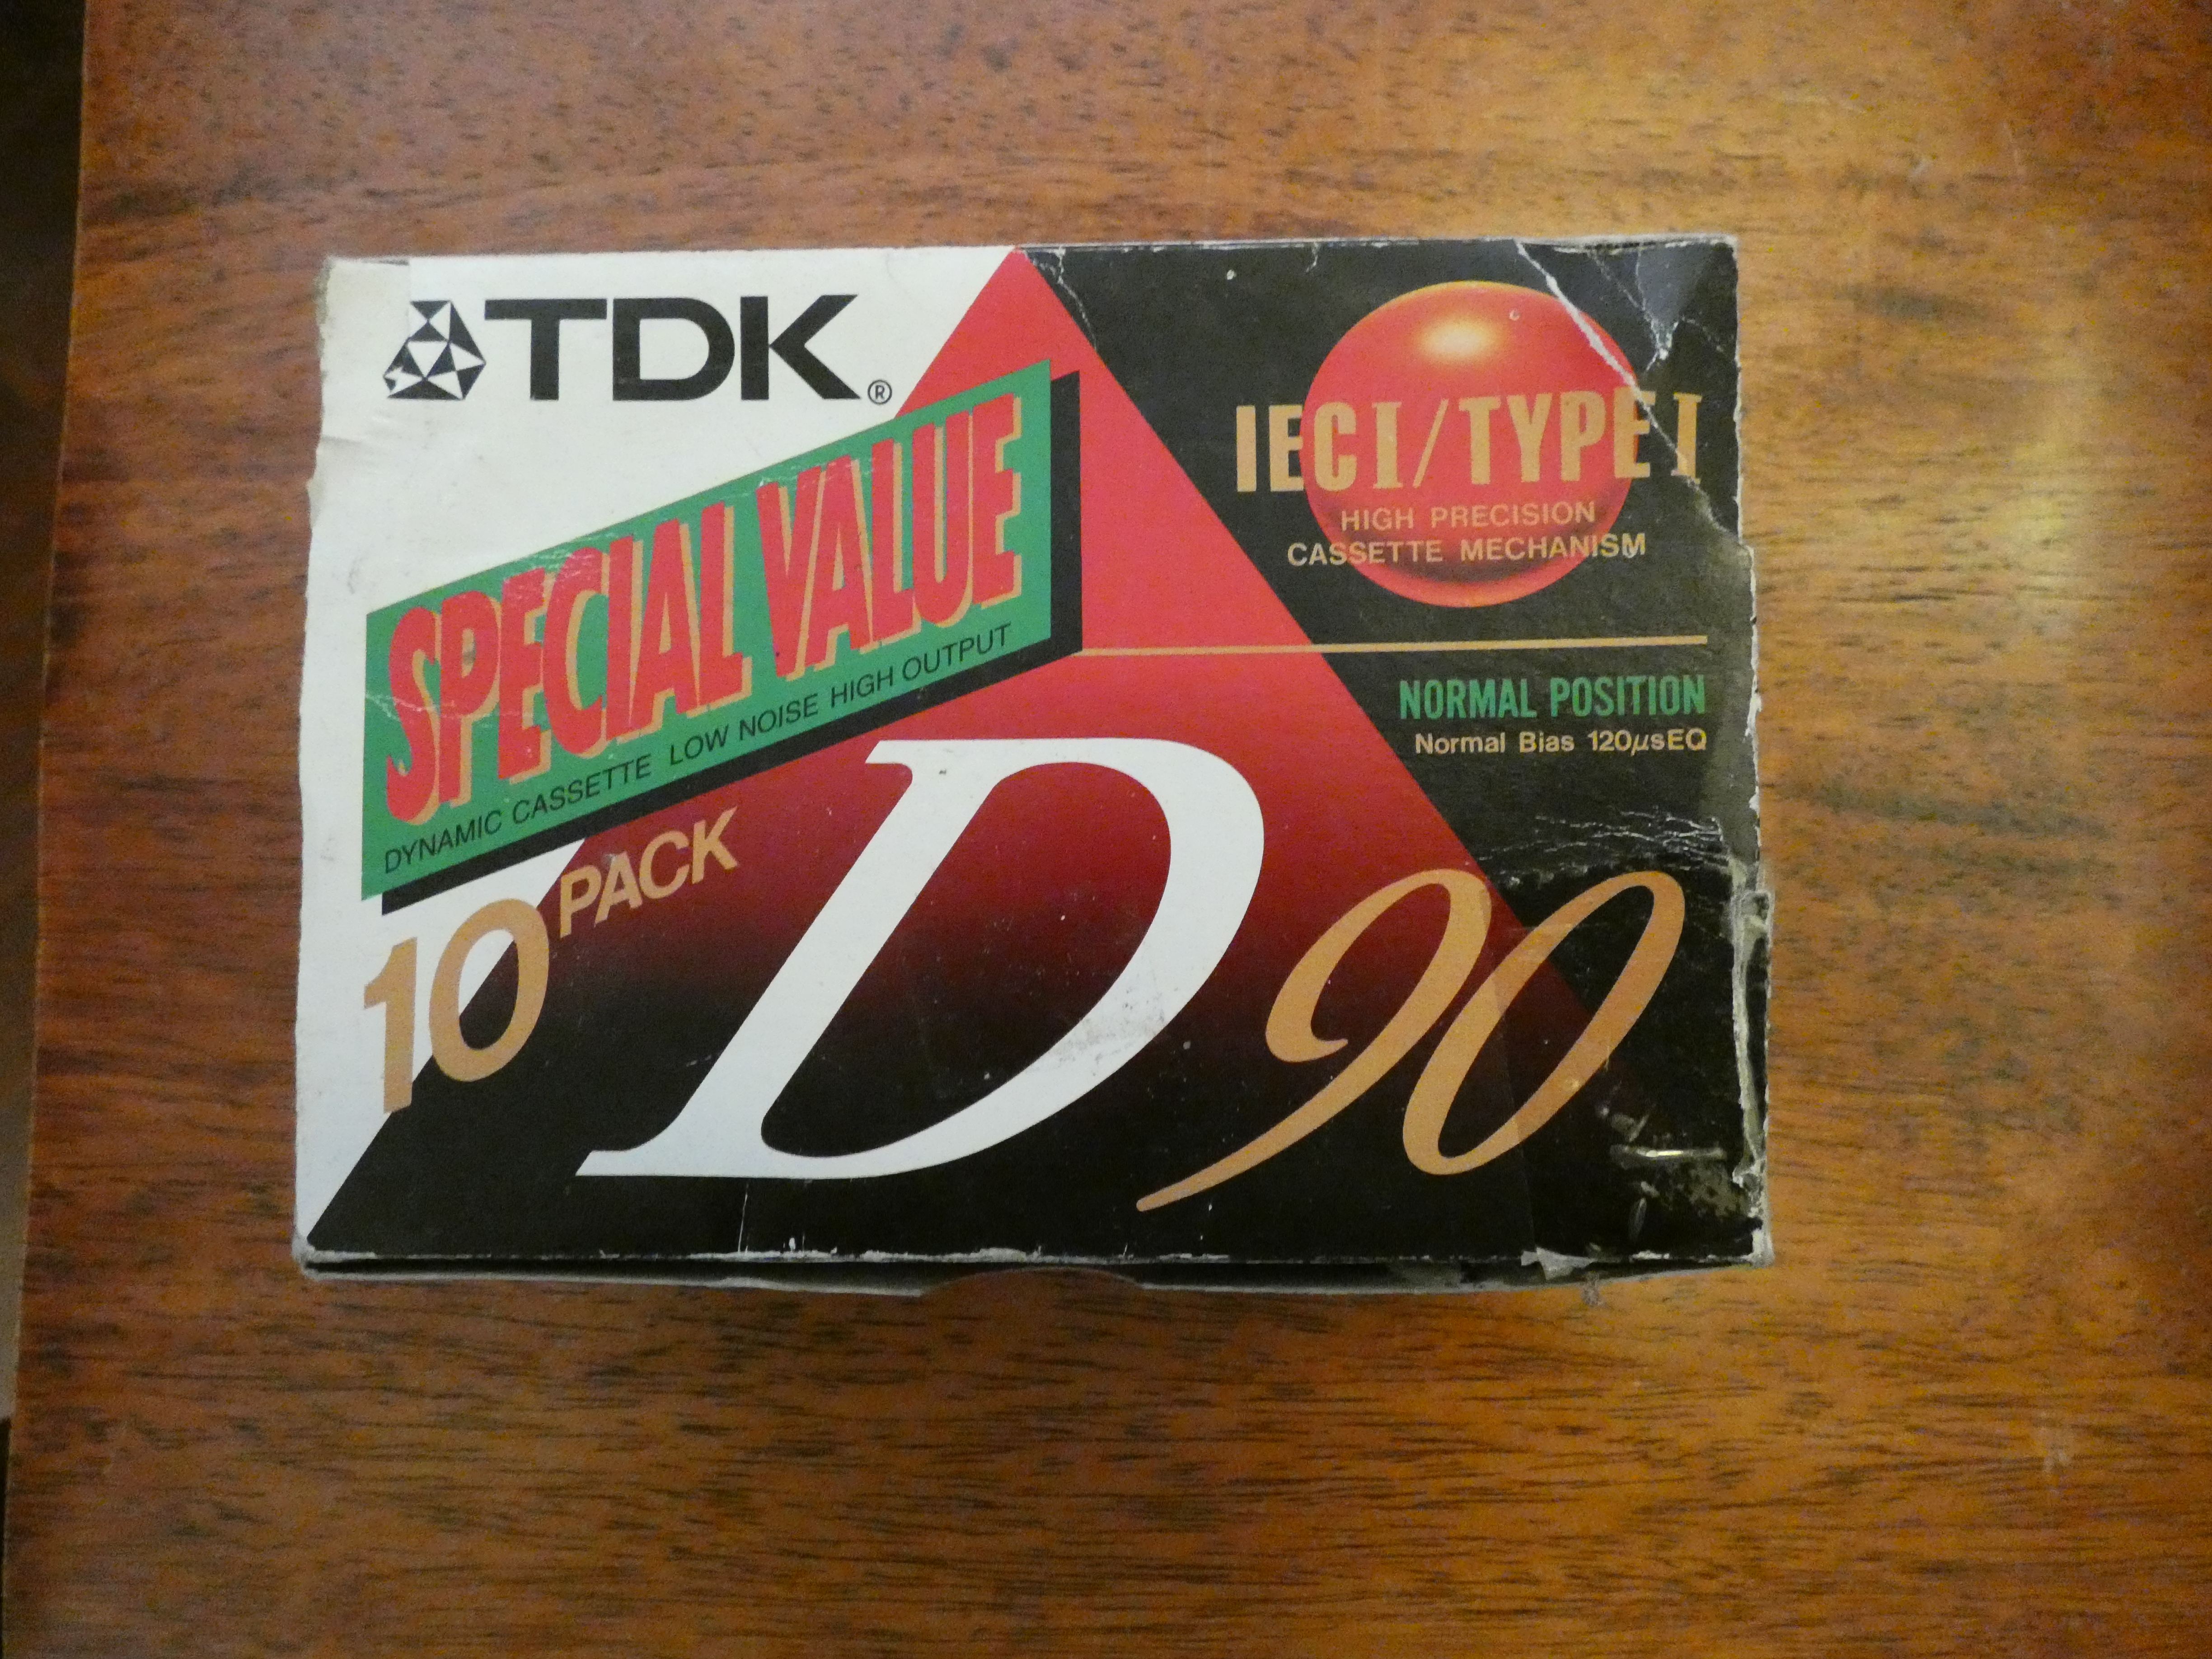 TDK®
SPECIAL VALUE
DYNAMIC CASSETTE LOW NOISE HIGH OUTPUT
10 PACK
IEC I/TYPE I
HIGH PRECISION
CASSETTE MECHANISM
NORMAL POSITION
Normal Bias 120μsEQ
D 90